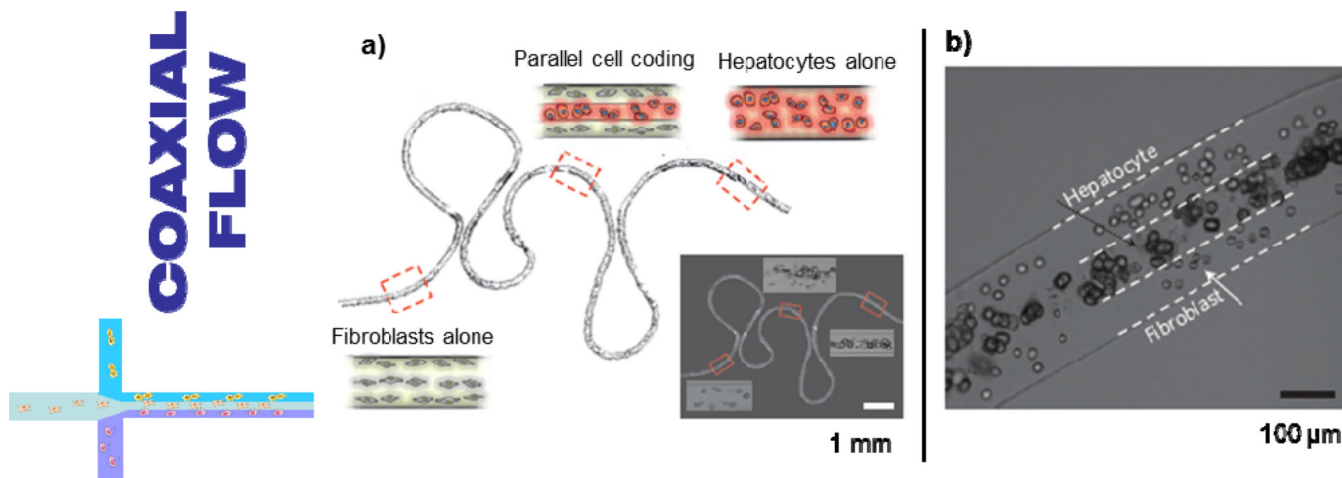 COAXIAL
FLOW
a)
Parallel cell coding
Hepatocytes alone
Fibroblasts alone
1 mm
b)
Hepatocyte
Fibroblast
100 µm